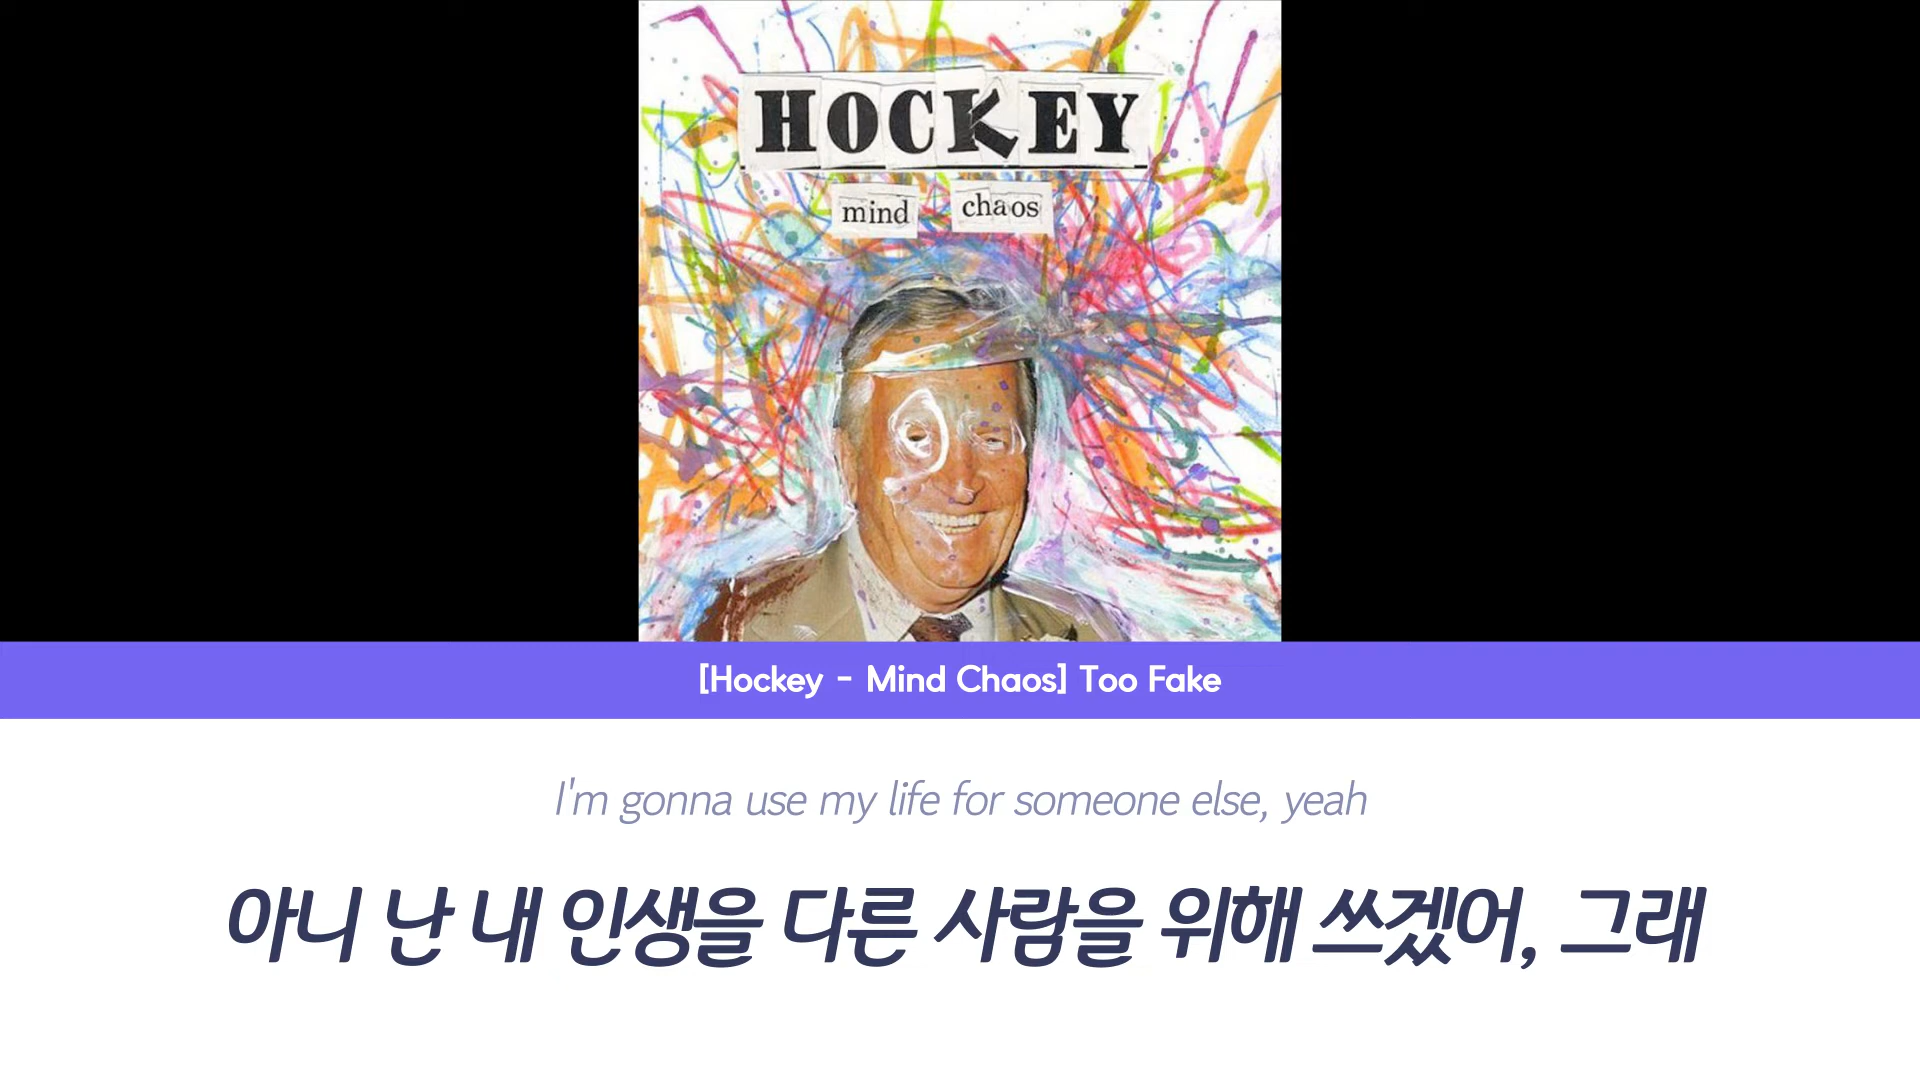 HOCKEY
mind chaos
[Hockey - Mind Chaos] Too Fake
I'm gonna use my life for someone else, yeah
아니 난 내 인생을 다른 사람을 위해 쓰겠어, 그래